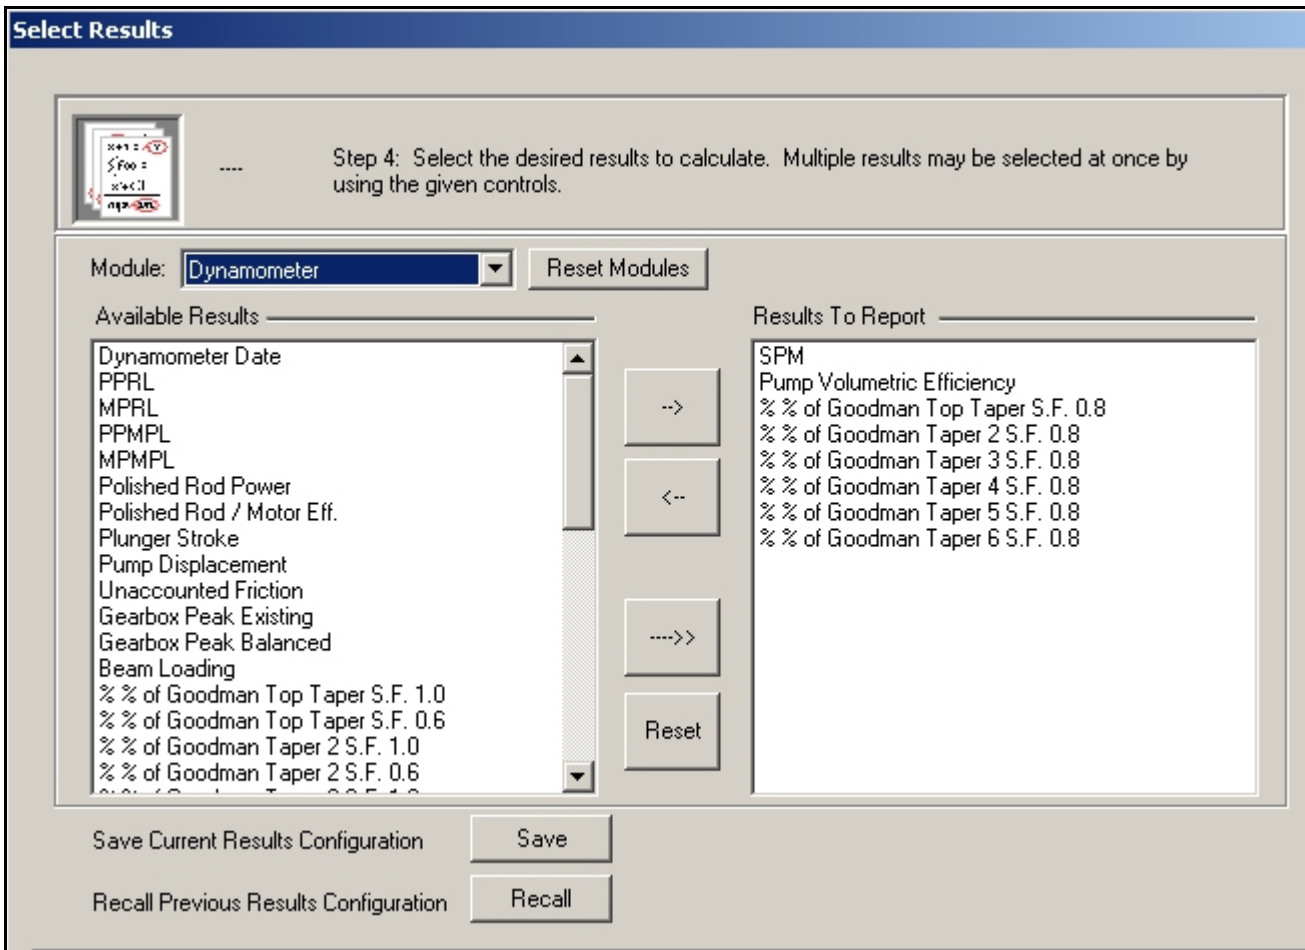 Select Results
----
Step 4: Select the desired results to calculate. Multiple results may be selected at once by
using the given controls.
Module: Dynamometer
Reset Modules
Available Results
Dynamometer Date
PPRL
MPRL
PPMPL
MPMPL
Polished Rod Power
Polished Rod / Motor Eff.
Plunger Stroke
Pump Displacement
Unaccounted Friction
Gearbox Peak Existing
Gearbox Peak Balanced
Beam Loading
% % of Goodman Top Taper S.F. 1.0
% % of Goodman Top Taper S.F. 0.6
% % of Goodman Taper 2 S.F. 1.0
% % of Goodman Taper 2 S.F. 0.6
-->
<--
---->>
Reset
Results To Report
SPM
Pump Volumetric Efficiency
% % of Goodman Top Taper S.F. 0.8
% % of Goodman Taper 2 S.F. 0.8
% % of Goodman Taper 3 S.F. 0.8
% % of Goodman Taper 4 S.F. 0.8
% % of Goodman Taper 5 S.F. 0.8
% % of Goodman Taper 6 S.F. 0.8
Save Current Results Configuration
Save
Recall Previous Results Configuration
Recall